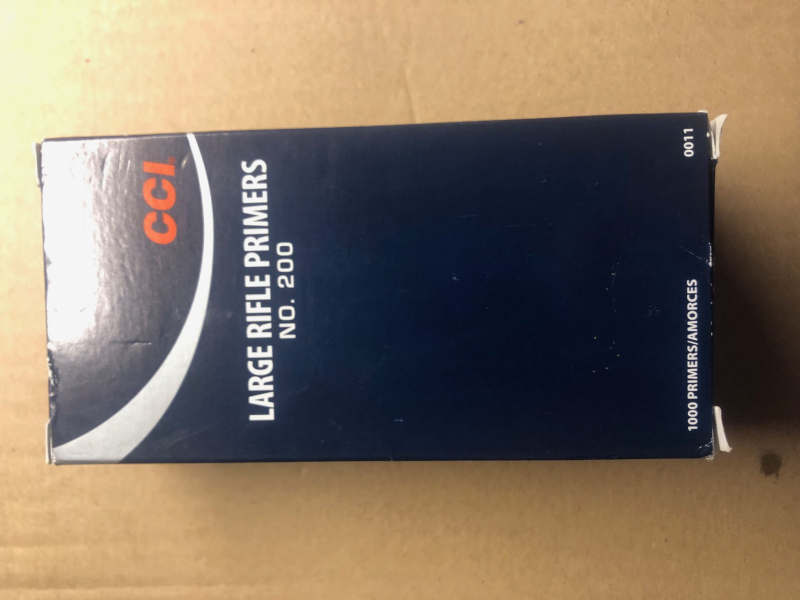 CCI
LARGE RIFLE PRIMERS
NO. 200
1000 PRIMERS/AMORCES
0011